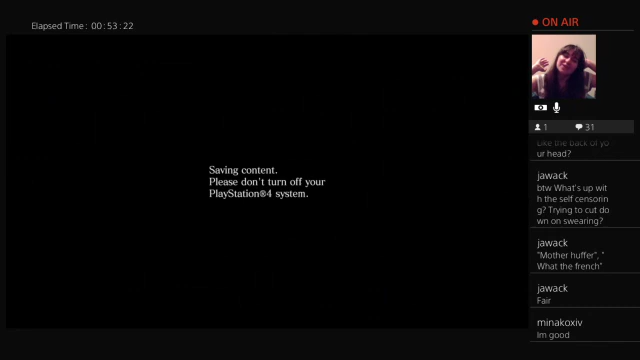 Elapsed Time : 00:53:22
ON AIR
Saving content.
Please don't turn off your
PlayStation®4 system.
1 31
Like the back of yo
ur head?
jawack
btw What's up wit
h the self censorin
g? Trying to cut do
wn on swearing?
jawack
"Mother huffer", "
What the french"
jawack
Fair
minakoxiv
Im good